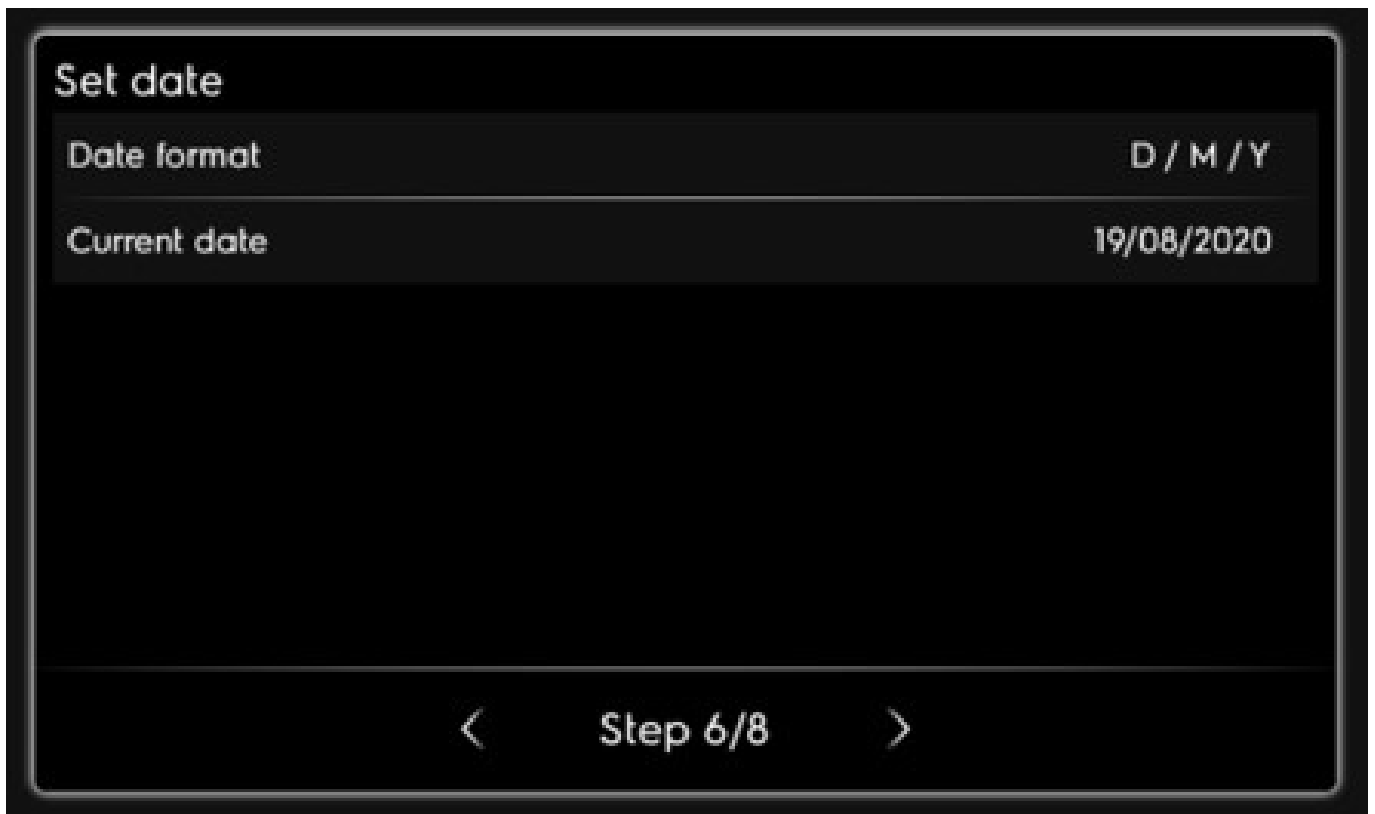 Set date
Date format D / M / Y
Current date 19/08/2020
< Step 6/8 >